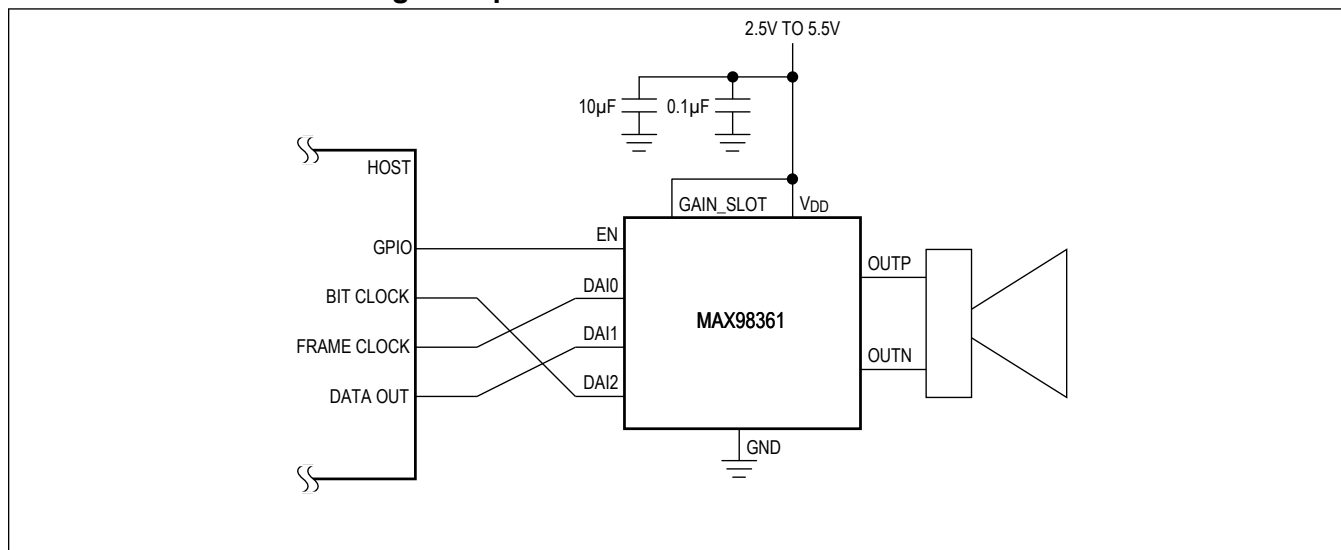 2.5V TO 5.5V
10µF
0.1µF
HOST
GAIN_SLOT
VDD
GPIO
EN
BIT CLOCK
DAI0
FRAME CLOCK
DAI1
DATA OUT
DAI2
MAX98361
OUTP
OUTN
GND